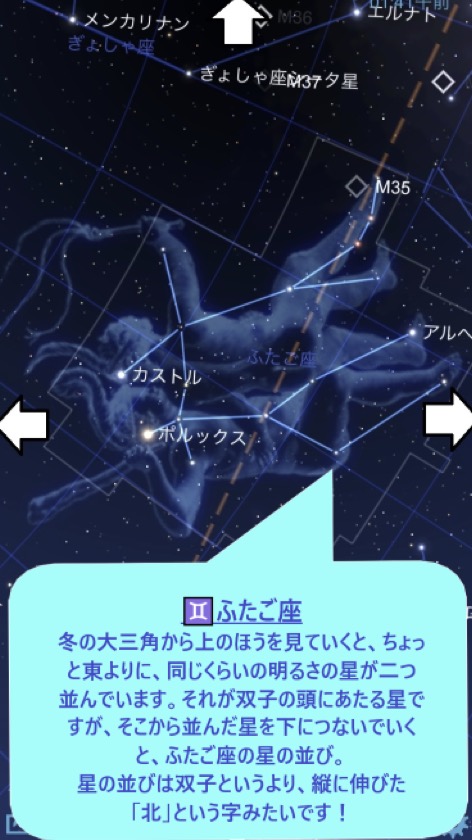 エルナト
メンカリナン
M36
ぎょしゃ座
M37
M35
アルヘ
ふたご座
カストル
ポルックス
♊ふたご座
冬の大三角から上のほうを見ていくと、ちょっ
と東よりに、同じくらいの明るさの星が二つ
並んでいます。それが双子の頭にあたる星で
すが、そこから並んだ星を下につないでいく
と、ふたご座の星の並び。
星の並びは双子というより、縦に伸びた
「北」という字みたいです！